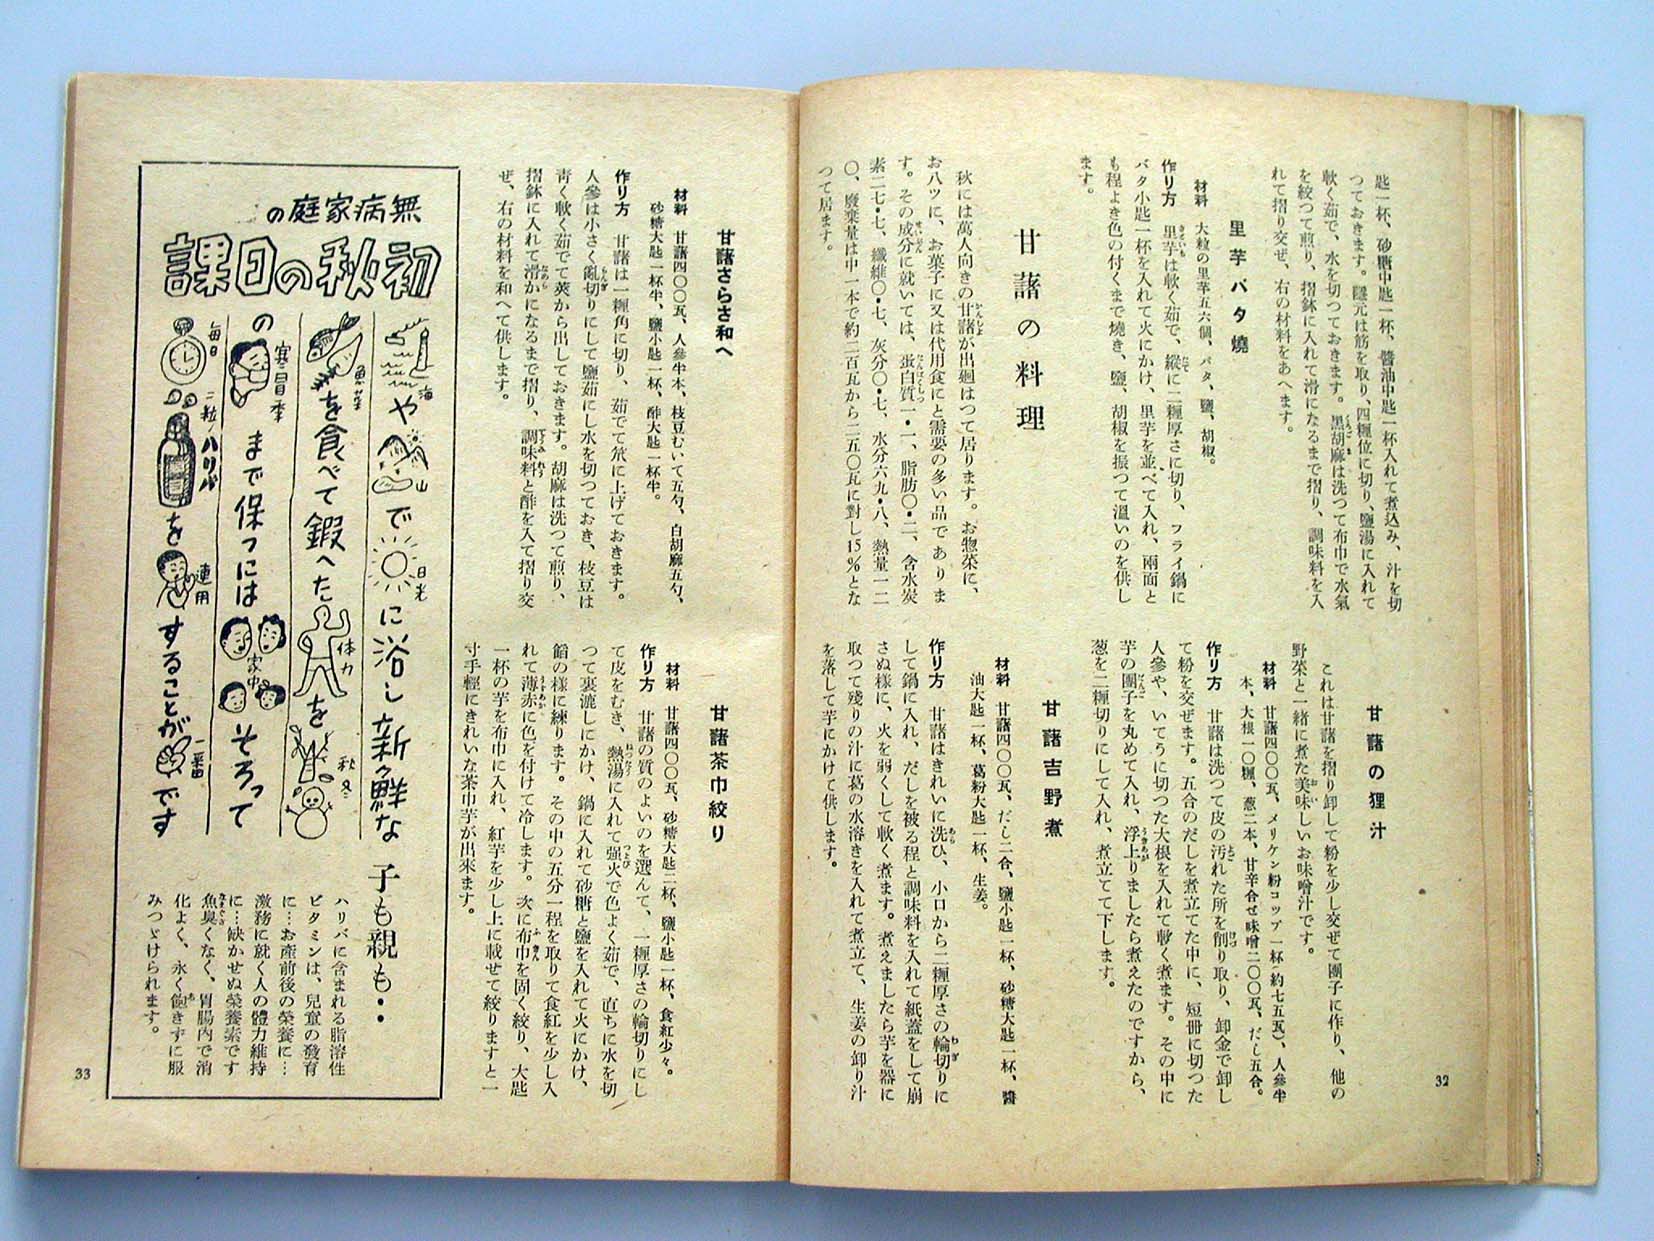 匙一杯、砂糖中匙一杯、醬油中匙一杯入れて煮込み、汁を切
つておきます。隱元は筋を取り、四糎位に切り、鹽湯に入れて
軟く茹で、水を切つておきます。黑胡麻は洗つて布巾で水氣
を絞つて煎り、摺鉢に入れて滑になるまで摺り、調味料を入
れて摺り交ぜ、右の材料をあへます。
里芋バタ燒
材料 大粒の里芋五六個、バタ、鹽、胡椒。
作り方 里芋は軟く茹で、縱に二糎厚さに切り、フライ鍋に
バタ小匙一杯を入れて火にかけ、里芋を並べて入れ、兩面と
も程よき色の付くまで燒き、鹽、胡椒を振つて溫いのを供し
ます。
甘藷の料理
秋には萬人向きの甘藷が出廻はつて居ります。お惣菜に、
お八ツに、お菓子に又は代用食にと需要の多い品でありま
す。その成分に就いては、蛋白質一・一、脂肪〇・二、含水炭
素二七・七、纖維〇・七、灰分〇・七、水分六九・八、熱量一二
〇、廢棄量は中一本で約二百瓦から二五〇瓦に對し15％とな
つて居ます。
甘藷の狸汁
これは甘藷を摺り卸して粉を少し交ぜて團子に作り、他の
野菜と一緒に煮た美味しいお味噌汁です。
材料 甘藷四〇〇瓦、メリケン粉コップ一杯（約七五瓦）、人參半
本、大根一〇糎、葱二本、甘辛合せ味噌二〇〇瓦、だし五合。
作り方 甘藷は洗つて皮の汚れた所を削り取り、卸金で卸し
て粉を交ぜます。五合のだしを煮立てた中に、短冊に切つた
人參や、いてうに切つた大根を入れて軟く煮ます。その中に
芋の團子を丸めて入れ、浮上りましたら煮えたのですから、
葱を二糎切りにして入れ、煮立てて下します。
甘藷吉野煮
材料 甘藷四〇〇瓦、だし二合、鹽小匙一杯、砂糖大匙一杯、醬
油大匙一杯、葛粉大匙一杯、生姜。
作り方 甘藷はきれいに洗ひ、小口から二糎厚さの輪切りに
して鍋に入れ、だしを被る程と調味料を入れて紙蓋をして崩
さぬ樣に、火を弱くして軟く煮ます。煮えましたら芋を器に
取つて殘りの汁に葛の水溶きを入れて煮立て、生姜の卸り汁
を落して芋にかけて供します。
32
甘藷さらさ和へ
材料 甘藷四〇〇瓦、人參半本、枝豆むいて五勺、白胡麻五勺、
砂糖大匙一杯半、鹽小匙一杯、酢大匙一杯半。
作り方 甘藷は一糎角に切り、茹でて笊に上げておきます。
人參は小さく亂切りにして鹽茹にし水を切つておき、枝豆は
靑く軟く茹でて莢から出しておきます。胡麻は洗つて煎り、
摺鉢に入れて滑かになるまで摺り、調味料と酢を入て摺り交
ぜ、右の材料を和へて供します。
甘藷茶巾絞り
材料 甘藷四〇〇瓦、砂糖大匙二杯、鹽小匙一杯、食紅少々。
作り方 甘藷の質のよいのを選んて、一糎厚さの輪切りにし
て皮をむき、熱湯に入れて强火で色よく茹で、直ちに水を切
つて裏漉しにかけ、鍋に入れて砂糖と鹽を入れて火にかけ、
餡の樣に練ります。その中の五分一程を取りて食紅を少し入
れて薄赤に色を付けて冷します。次に布巾を固く絞り、大匙
一杯の芋を布巾に入れ、紅芋を少し上に載せて絞りますと一
寸手輕にきれいな茶巾芋が出來ます。
無病家庭の
初秋の日課
海や山で日光に浴し新鮮な
魚菜を食べて鍛へた体力を秋冬
の寒冒季まで保つには家中そろって
毎日二粒ハリバを連用することが一番です
子も親も‥
ハリバに含まれる脂溶性
ビタミンは、兒童の發育
に…お產前後の榮養に…
激務に就く人の體力維持
に…缺かせぬ榮養素です
魚臭くなく、胃腸內で消
化よく、永く飽きずに服
みつゞけられます。
33